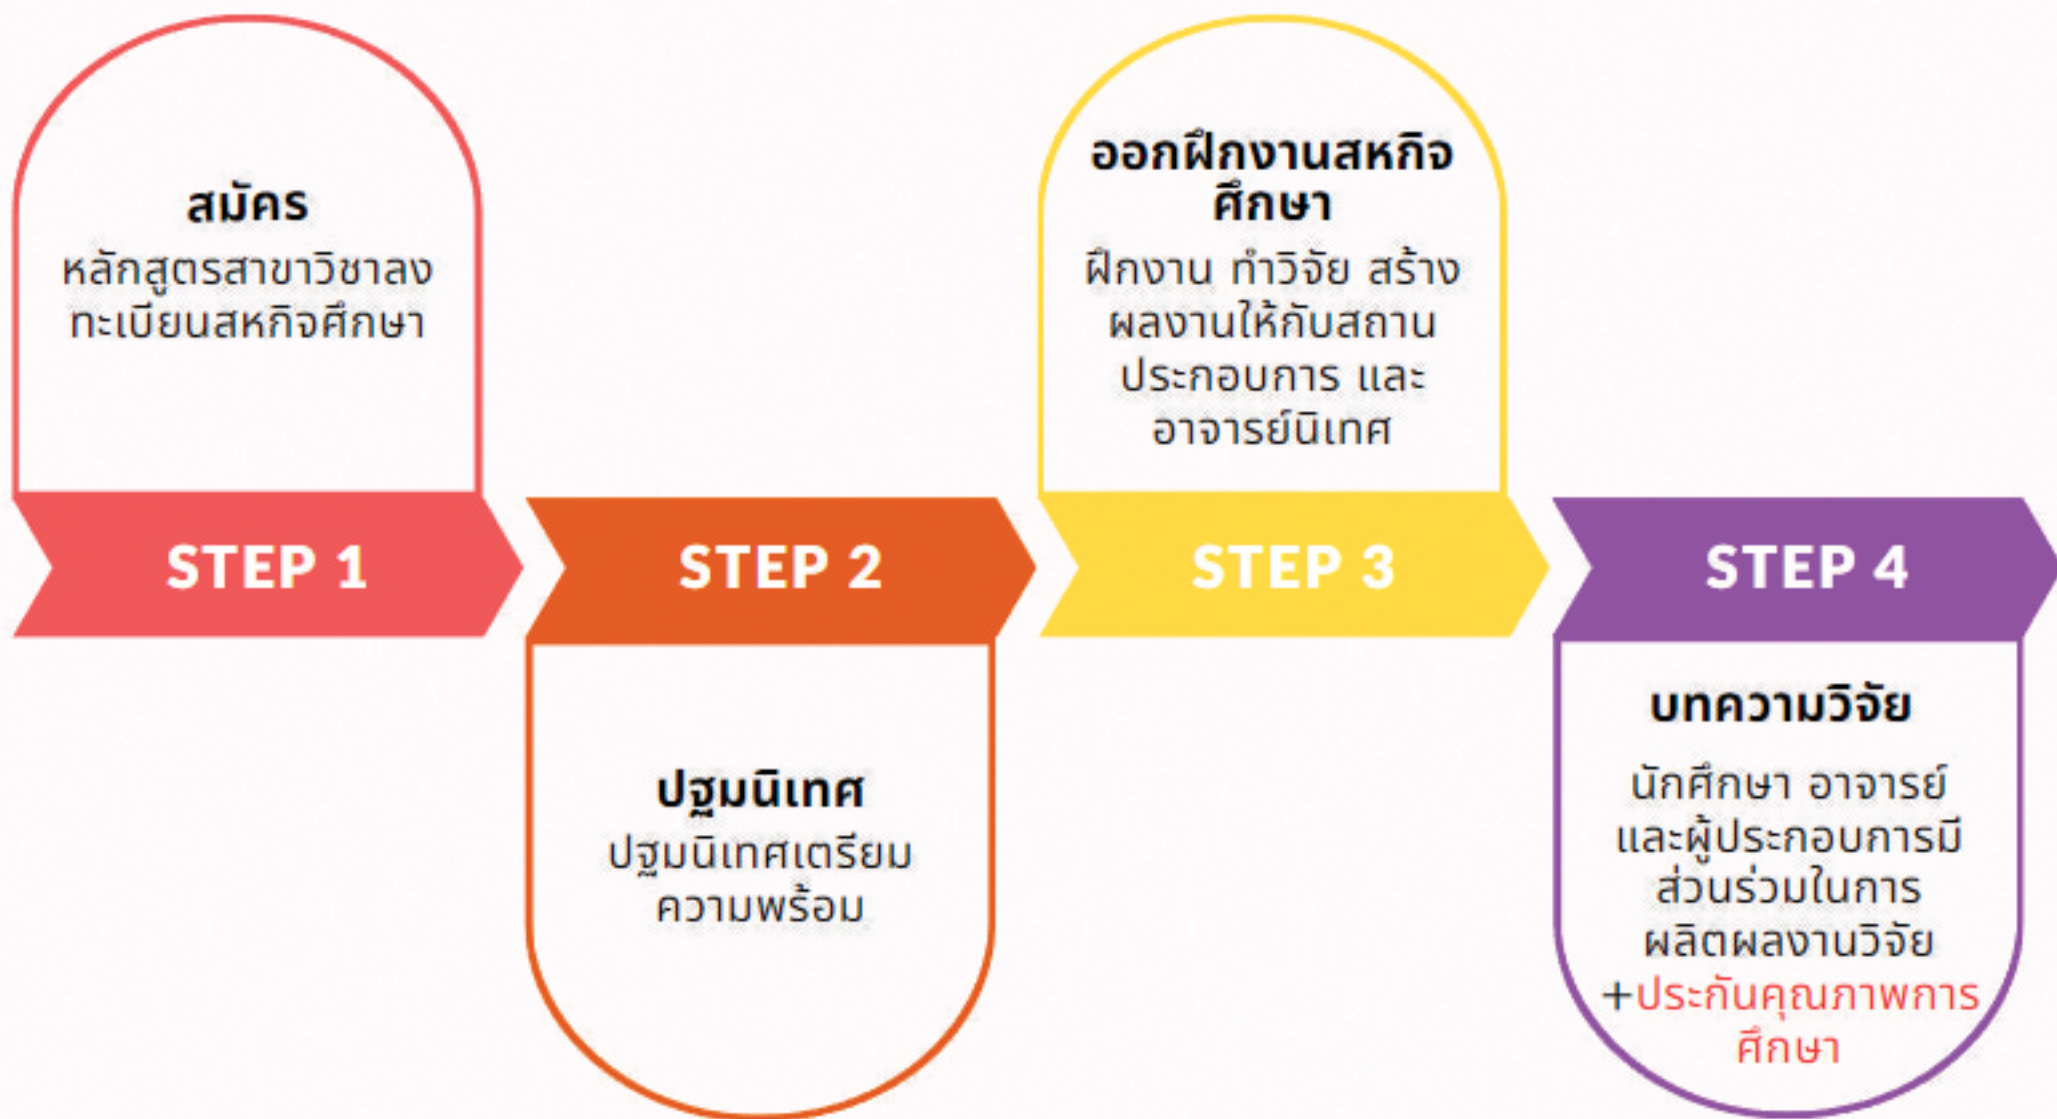 สมัคร
หลักสูตรสาขาวิชาลง
ทะเบียนสหกิจศึกษา
STEP 1
STEP 2
ปฐมนิเทศ
ปฐมนิเทศเตรียม
ความพร้อม
ออกฝึกงานสหกิจ
ศึกษา
ฝึกงาน ทำวิจัย สร้าง
ผลงานให้กับสถาน
ประกอบการ และ
อาจารย์นิเทศ
STEP 3
STEP 4
บทความวิจัย
นักศึกษา อาจารย์
และผู้ประกอบการมี
ส่วนร่วมในการ
ผลิตผลงานวิจัย
+ประกันคุณภาพการ
ศึกษา